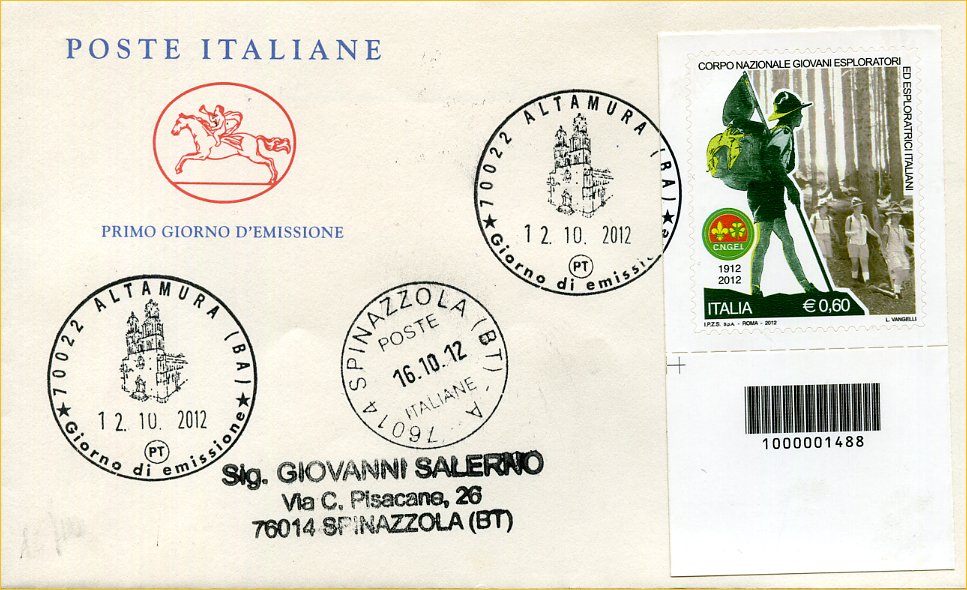 POSTE ITALIANE
PRIMO GIORNO D'EMISSIONE
70022 ALTAMURA (BA)
12.10.2012
PT
Giorno di emissione
CORPO NAZIONALE GIOVANI ESPLORATORI
ED ESPLORATRICI ITALIANI
C.N.G.E.I.
1912
2012
ITALIA
€ 0,60
I.P.Z.S. S.p.A. - ROMA - 2012
L. VANGELLI
70022 ALTAMURA (BA)
12.10.2012
PT
Giorno di emissione
76014 SPINAZZOLA (BT) - A
POSTE
16.10.12
ITALIANE
1000001488
Sig. GIOVANNI SALERNO
Via C. Pisacane, 26
76014 SPINAZZOLA (BT)